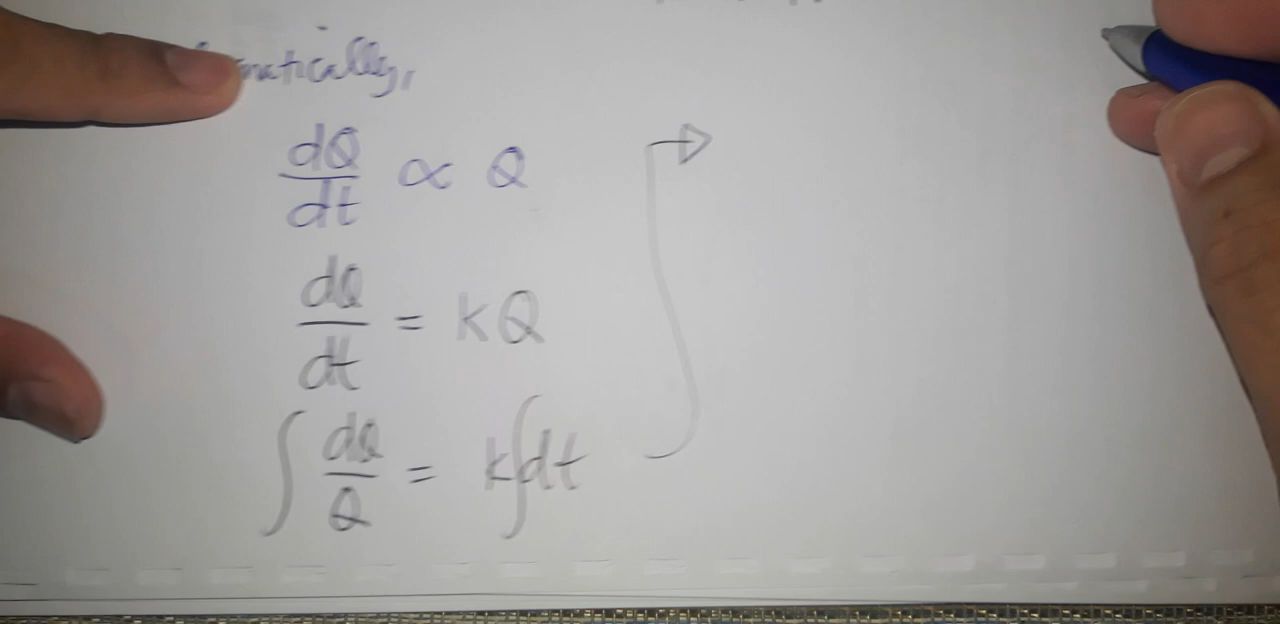 dQ/dt ∝ Q
dQ/dt = kQ
∫ dQ/Q = k∫dt